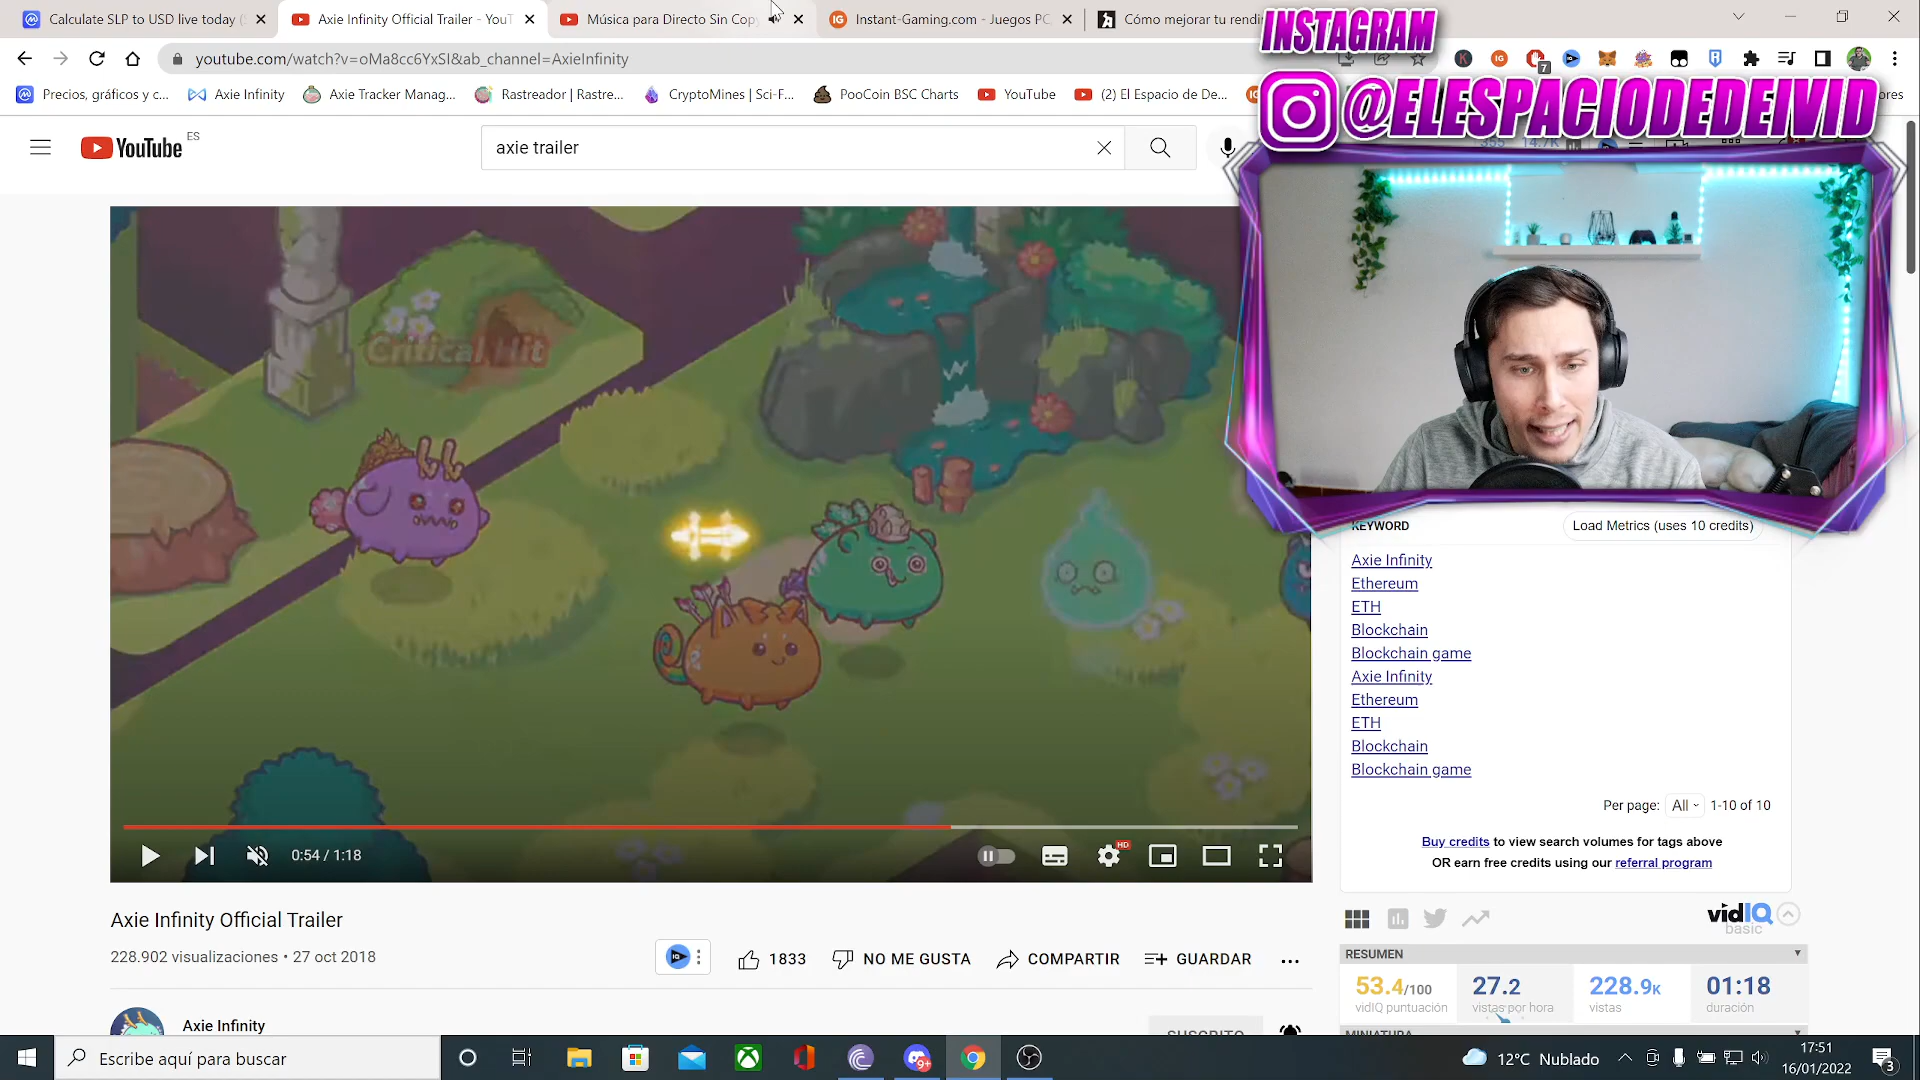 Calculate SLP to USD live today (
Axie Infinity Official Trailer - YouT
Música para Directo Sin Cop
Instant-Gaming.com - Juegos PC
Cómo mejorar tu rendi
INSTAGRAM
@ELESPACIODEDEIVID
youtube.com/watch?v=oMa8cc6YxSI&ab_channel=AxieInfinity
7
Precios, gráficos y c...
Axie Infinity
Axie Tracker Manag...
Rastreador | Rastre...
CryptoMines | Sci-F...
PooCoin BSC Charts
YouTube
(2) El Espacio de De...
YouTube ES
axie trailer
Critical Hit
KEYWORD
Load Metrics (uses 10 credits)
Axie Infinity
Ethereum
ETH
Blockchain
Blockchain game
Axie Infinity
Ethereum
ETH
Blockchain
Blockchain game
Per page: All 1-10 of 10
Buy credits to view search volumes for tags above
OR earn free credits using our referral program
0:54 / 1:18
HD
Axie Infinity Official Trailer
228.902 visualizaciones • 27 oct 2018
1833
NO ME GUSTA
COMPARTIR
GUARDAR
vidIQ
basic
RESUMEN
53.4/100
vidIQ puntuación
27.2
vistas por hora
228.9K
vistas
01:18
duración
MINIATURA
Axie Infinity
SUSCRITO
Escribe aquí para buscar
9+
12°C Nublado
17:51
16/01/2022
3